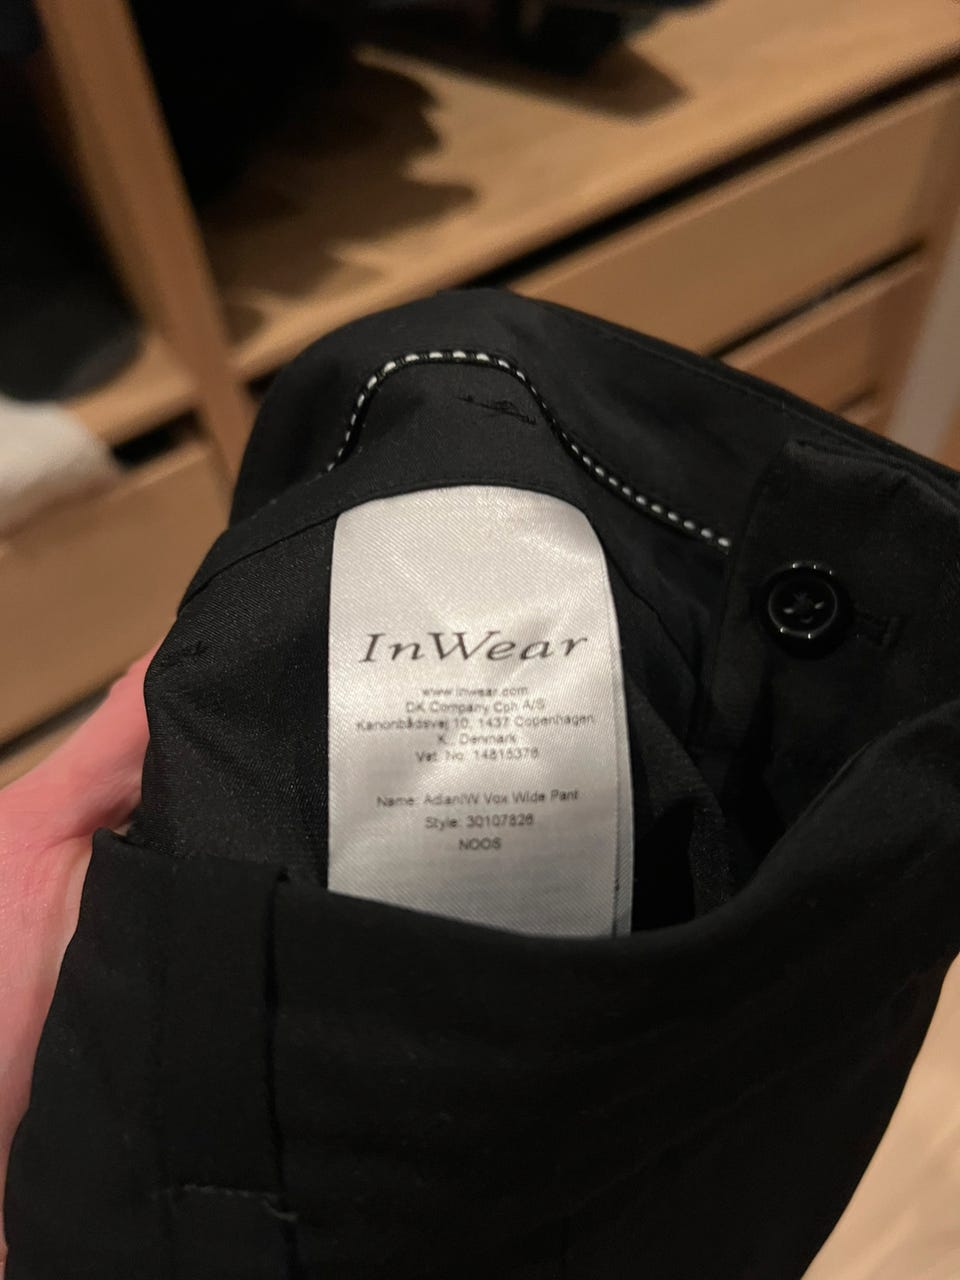 InWear
www.inwear.com
DK Company Cph A/S
Kanonbådsvej 10, 1437 Copenhagen
K., Denmark
Vat. No. 14815376
Name: AdianIW Vox Wide Pant
Style: 30107826
NOOS